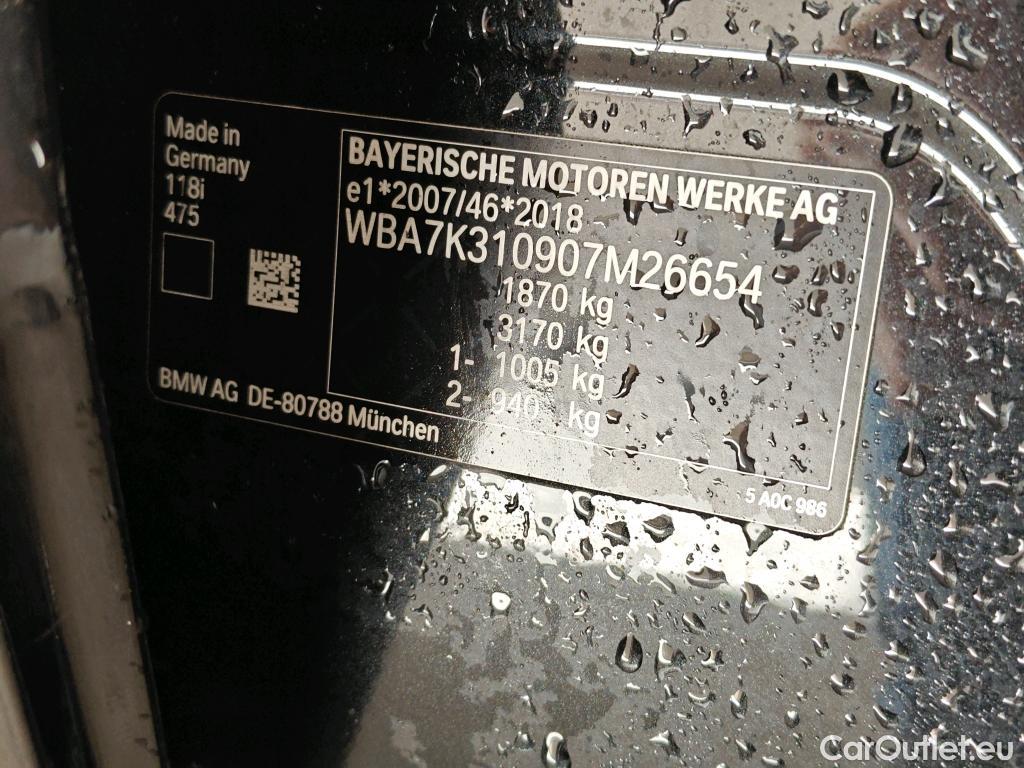 Made in
Germany
118i
475
BAYERISCHE MOTOREN WERKE AG
e1*2007/46*2018
WBA7K310907M26654
1870 kg
3170 kg
1- 1005 kg
2- 940 kg
BMW AG DE-80788 München
5 A0C 986
CarOutlet.eu